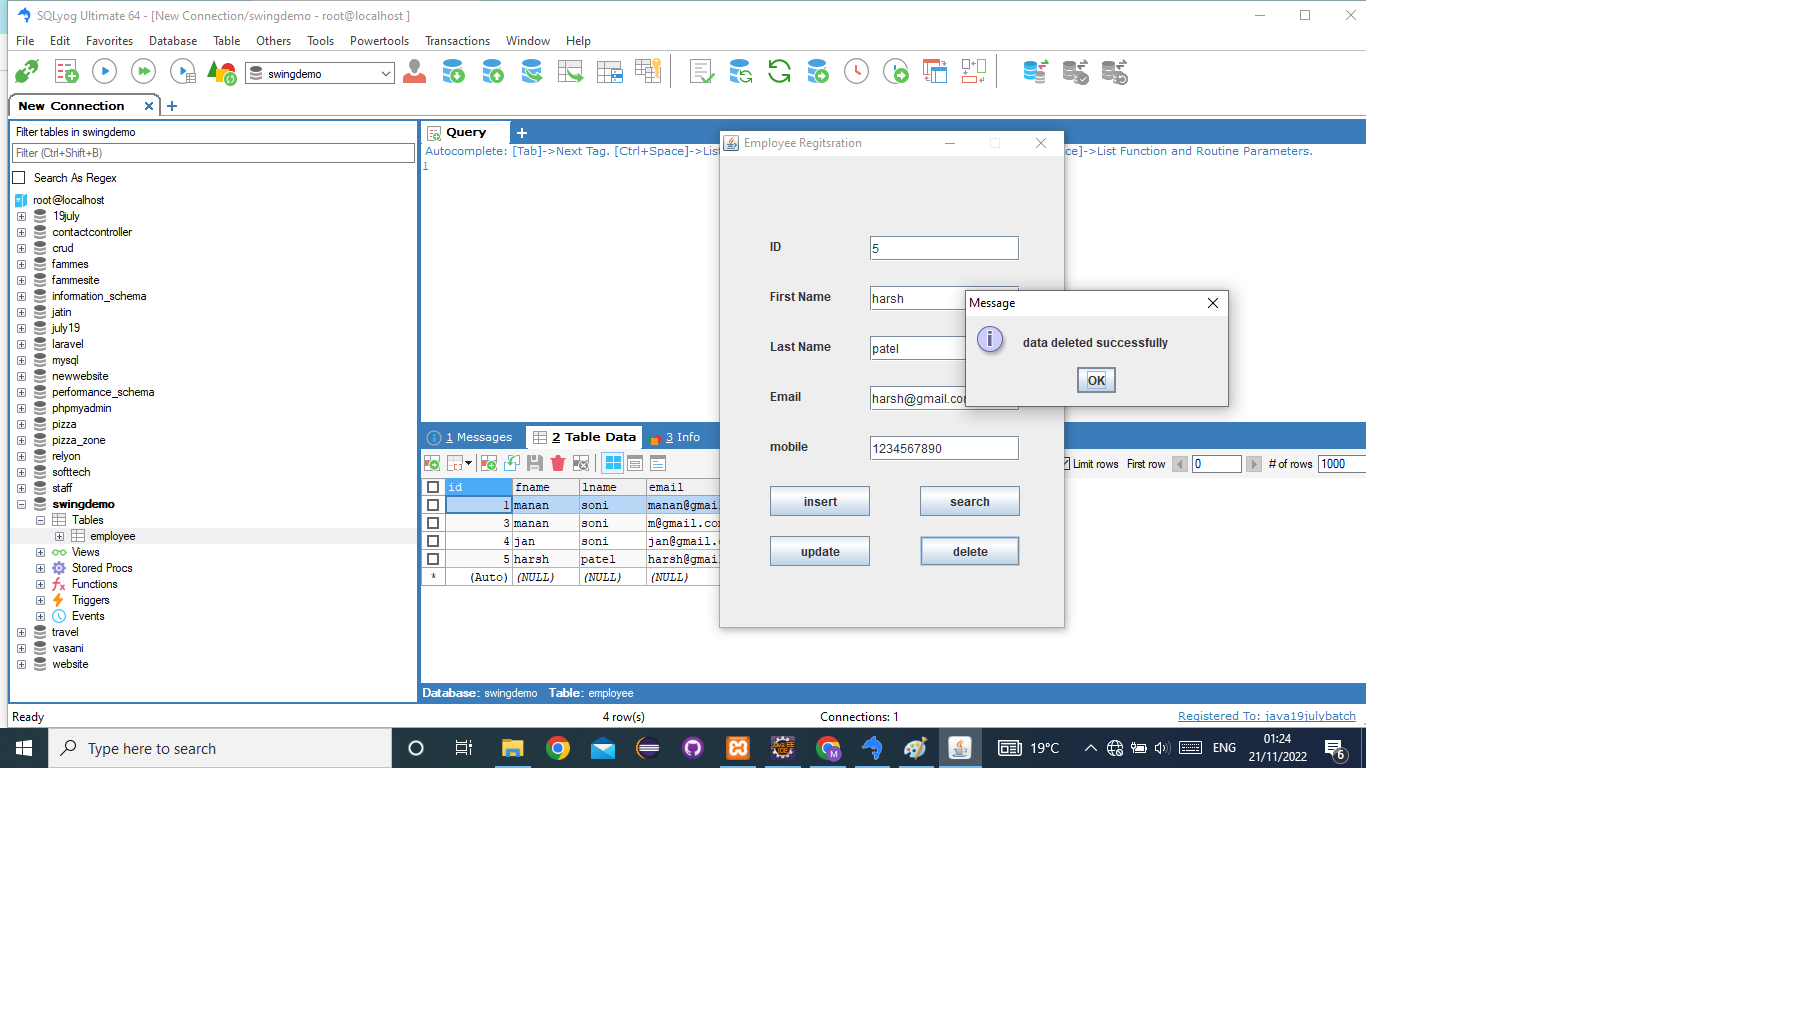 SQLyog Ultimate 64 - [New Connection/swingdemo - root@localhost ]
File Edit Favorites Database Table Others Tools Powertools Transactions Window Help
swingdemo
New Connection
Filter tables in swingdemo
Filter (Ctrl+Shift+B)
Search As Regex
root@localhost
19july
contactcontroller
crud
fammes
fammesite
information_schema
jatin
july19
laravel
mysql
newwebsite
performance_schema
phpmyadmin
pizza
pizza_zone
relyon
softtech
staff
swingdemo
Tables
employee
Views
Stored Procs
Functions
Triggers
Events
travel
vasani
website
Query
Autocomplete: [Tab]->Next Tag. [Ctrl+Space]->Lis
ce]->List Function and Routine Parameters.
1
Employee Regitsration
ID 5
First Name harsh
Last Name patel
Email harsh@gmail.co
mobile 1234567890
insert search
update delete
Message
data deleted successfully
OK
1 Messages 2 Table Data 3 Info
Limit rows First row 0 # of rows 1000
id fname lname email
1 manan soni manan@gmai
3 manan soni m@gmail.co
4 jan soni jan@gmail.
5 harsh patel harsh@gmai
* (Auto) (NULL) (NULL) (NULL)
Database: swingdemo Table: employee
Ready 4 row(s) Connections: 1 Registered To: java19julybatch
Type here to search
19°C
ENG
01:24
21/11/2022
6